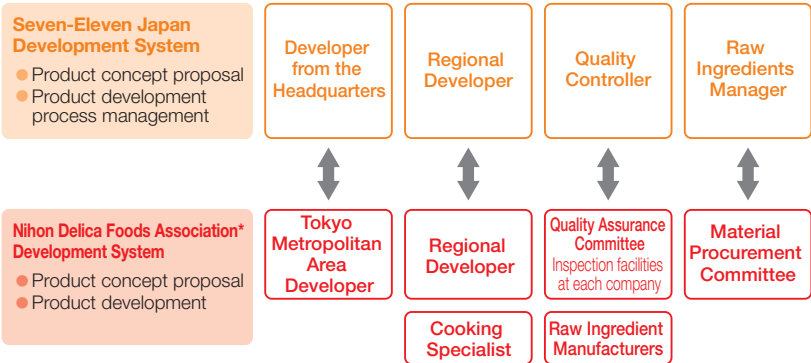 Seven-Eleven Japan
Development System
● Product concept proposal
● Product development
process management
Developer
from the
Headquarters
Regional
Developer
Quality
Controller
Raw
Ingredients
Manager
Nihon Delica Foods Association*
Development System
● Product concept proposal
● Product development
Tokyo
Metropolitan
Area
Developer
Regional
Developer
Quality Assurance
Committee
Inspection facilities
at each company
Material
Procurement
Committee
Cooking
Specialist
Raw Ingredient
Manufacturers